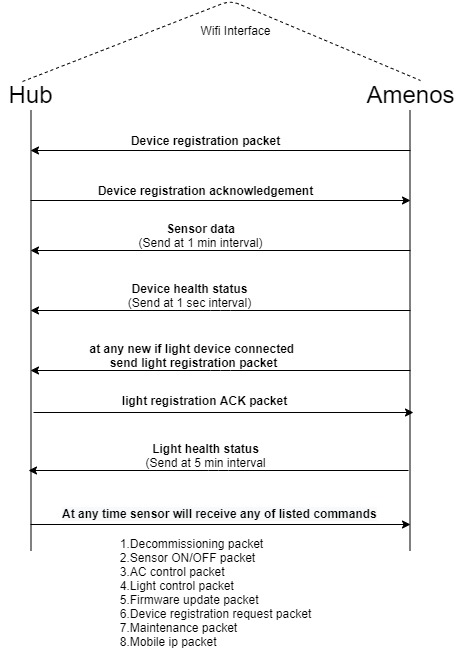 Wifi Interface
Hub
Amenos
Device registration packet
Device registration acknowledgement
Sensor data
(Send at 1 min interval)
Device health status
(Send at 1 sec interval)
at any new if light device connected
send light registration packet
light registration ACK packet
Light health status
(Send at 5 min interval
At any time sensor will receive any of listed commands
1.Decommissioning packet
2.Sensor ON/OFF packet
3.AC control packet
4.Light control packet
5.Firmware update packet
6.Device registration request packet
7.Maintenance packet
8.Mobile ip packet